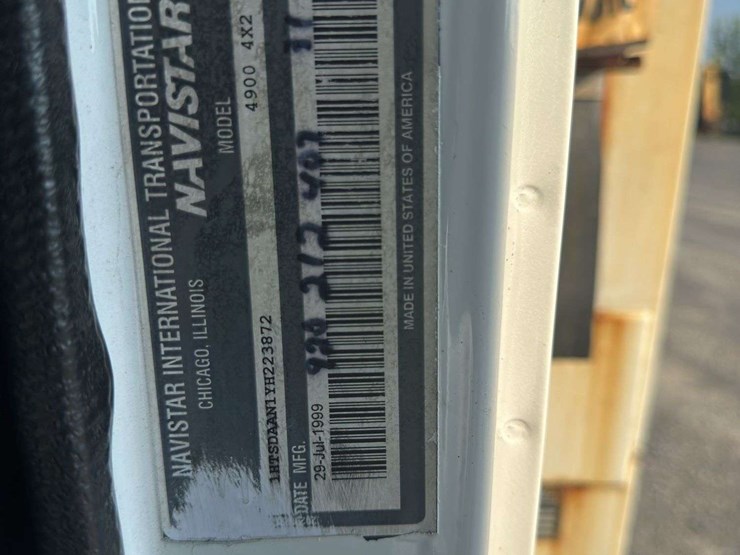 NAVISTAR INTERNATIONAL TRANSPORTATIO
CHICAGO, ILLINOIS
NAVISTAR
MODEL
4900 4X2
1HTSDAAN1YH223872
DATE MFG.
29-Jul-1999
MADE IN UNITED STATES OF AMERICA